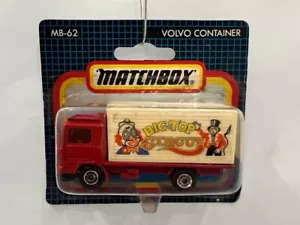 MB-62
VOLVO CONTAINER
MATCHBOX
BIG TOP
CIRCUS